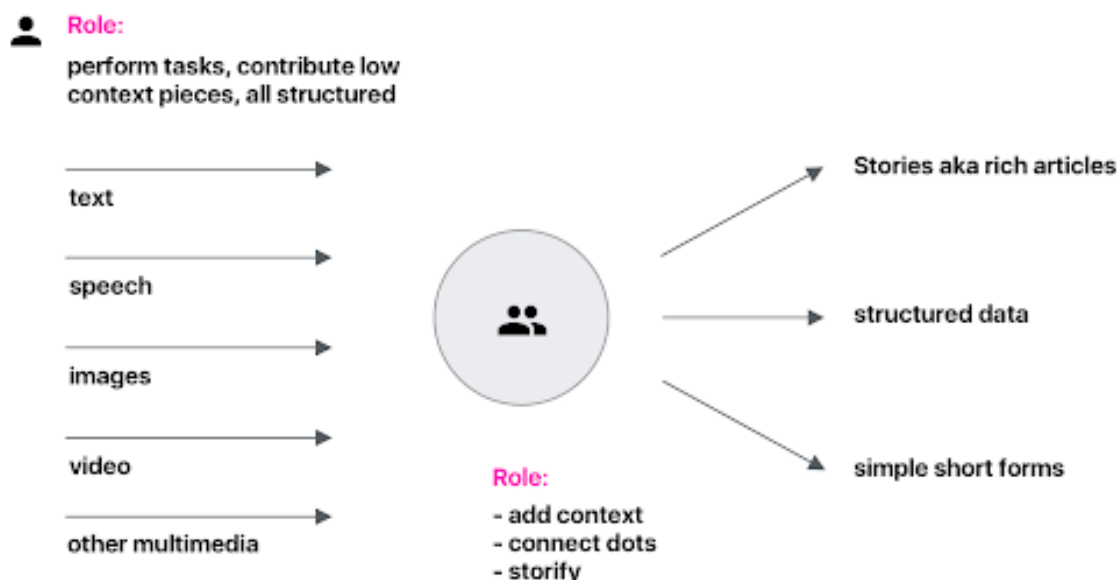 Role:
perform tasks, contribute low
context pieces, all structured
text
speech
images
video
other multimedia
Role:
- add context
- connect dots
- storify
Stories aka rich articles
structured data
simple short forms